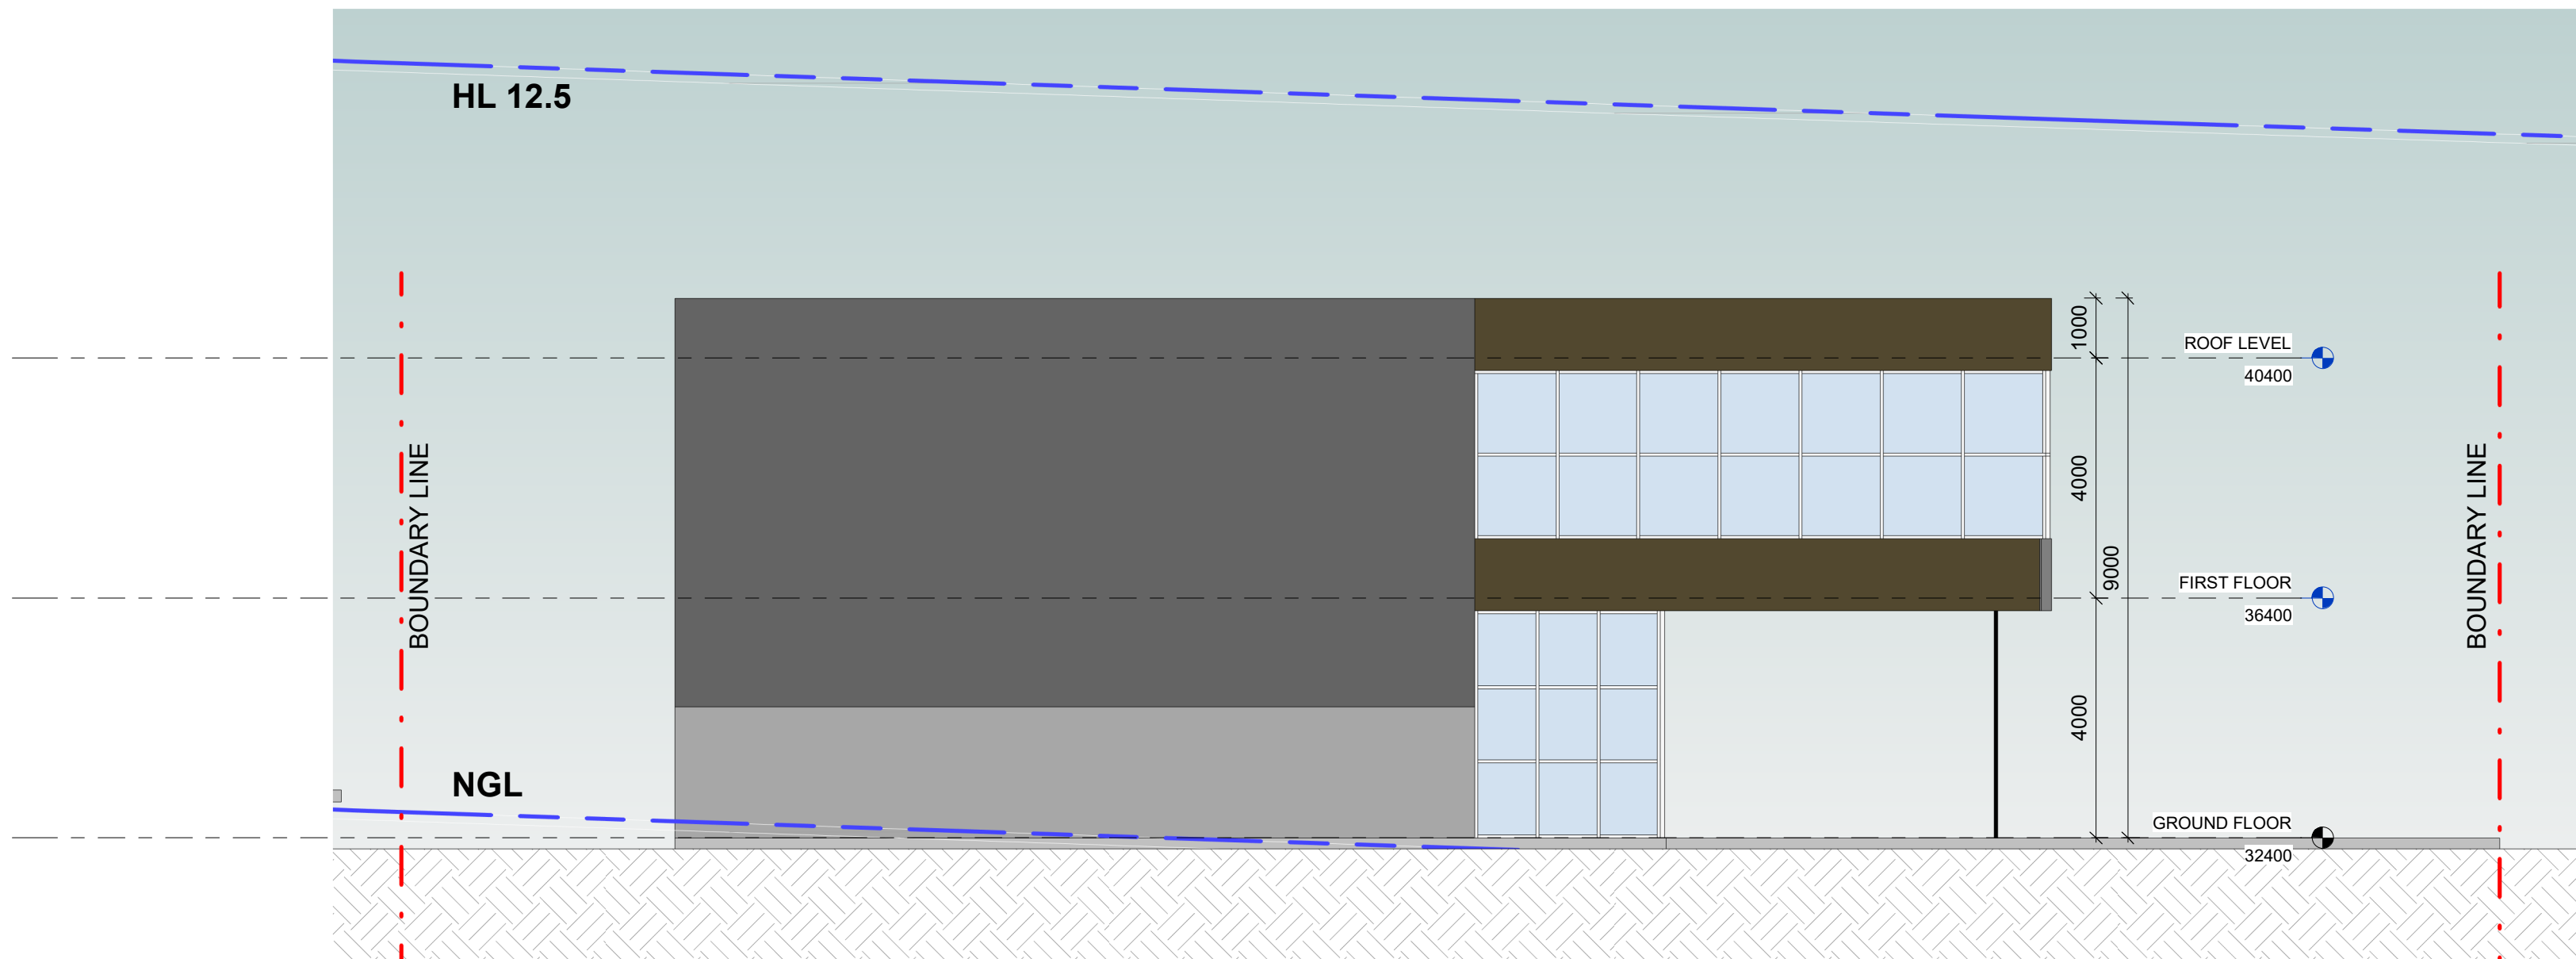 HL 12.5
1000
ROOF LEVEL
40400
BOUNDARY LINE
4000
BOUNDARY LINE
9000
FIRST FLOOR
36400
4000
NGL
GROUND FLOOR
32400